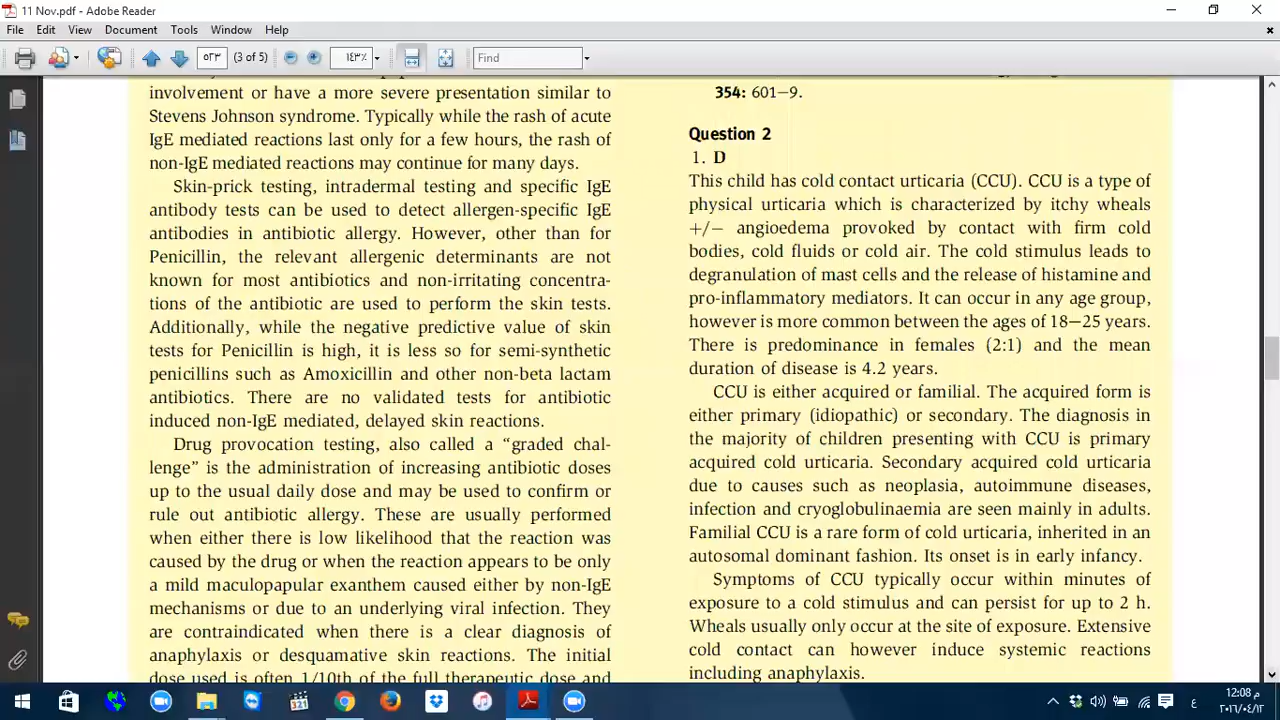 11 Nov.pdf - Adobe Reader
File Edit View Document Tools Window Help
٥٣٣ (3 of 5) ١٤٣٪ Find
involvement or have a more severe presentation similar to
Stevens Johnson syndrome. Typically while the rash of acute
IgE mediated reactions last only for a few hours, the rash of
non-IgE mediated reactions may continue for many days.
Skin-prick testing, intradermal testing and specific IgE
antibody tests can be used to detect allergen-specific IgE
antibodies in antibiotic allergy. However, other than for
Penicillin, the relevant allergenic determinants are not
known for most antibiotics and non-irritating concentra-
tions of the antibiotic are used to perform the skin tests.
Additionally, while the negative predictive value of skin
tests for Penicillin is high, it is less so for semi-synthetic
penicillins such as Amoxicillin and other non-beta lactam
antibiotics. There are no validated tests for antibiotic
induced non-IgE mediated, delayed skin reactions.
Drug provocation testing, also called a “graded chal-
lenge” is the administration of increasing antibiotic doses
up to the usual daily dose and may be used to confirm or
rule out antibiotic allergy. These are usually performed
when either there is low likelihood that the reaction was
caused by the drug or when the reaction appears to be only
a mild maculopapular exanthem caused either by non-IgE
mechanisms or due to an underlying viral infection. They
are contraindicated when there is a clear diagnosis of
anaphylaxis or desquamative skin reactions. The initial
dose used is often 1/10th of the full therapeutic dose and
354: 601–9.
Question 2
1. D
This child has cold contact urticaria (CCU). CCU is a type of
physical urticaria which is characterized by itchy wheals
+/− angioedema provoked by contact with firm cold
bodies, cold fluids or cold air. The cold stimulus leads to
degranulation of mast cells and the release of histamine and
pro-inflammatory mediators. It can occur in any age group,
however is more common between the ages of 18–25 years.
There is predominance in females (2:1) and the mean
duration of disease is 4.2 years.
CCU is either acquired or familial. The acquired form is
either primary (idiopathic) or secondary. The diagnosis in
the majority of children presenting with CCU is primary
acquired cold urticaria. Secondary acquired cold urticaria
due to causes such as neoplasia, autoimmune diseases,
infection and cryoglobulinaemia are seen mainly in adults.
Familial CCU is a rare form of cold urticaria, inherited in an
autosomal dominant fashion. Its onset is in early infancy.
Symptoms of CCU typically occur within minutes of
exposure to a cold stimulus and can persist for up to 2 h.
Wheals usually only occur at the site of exposure. Extensive
cold contact can however induce systemic reactions
including anaphylaxis.
321
ع
12:08 م
٢٠١٦/٠٤/١٢